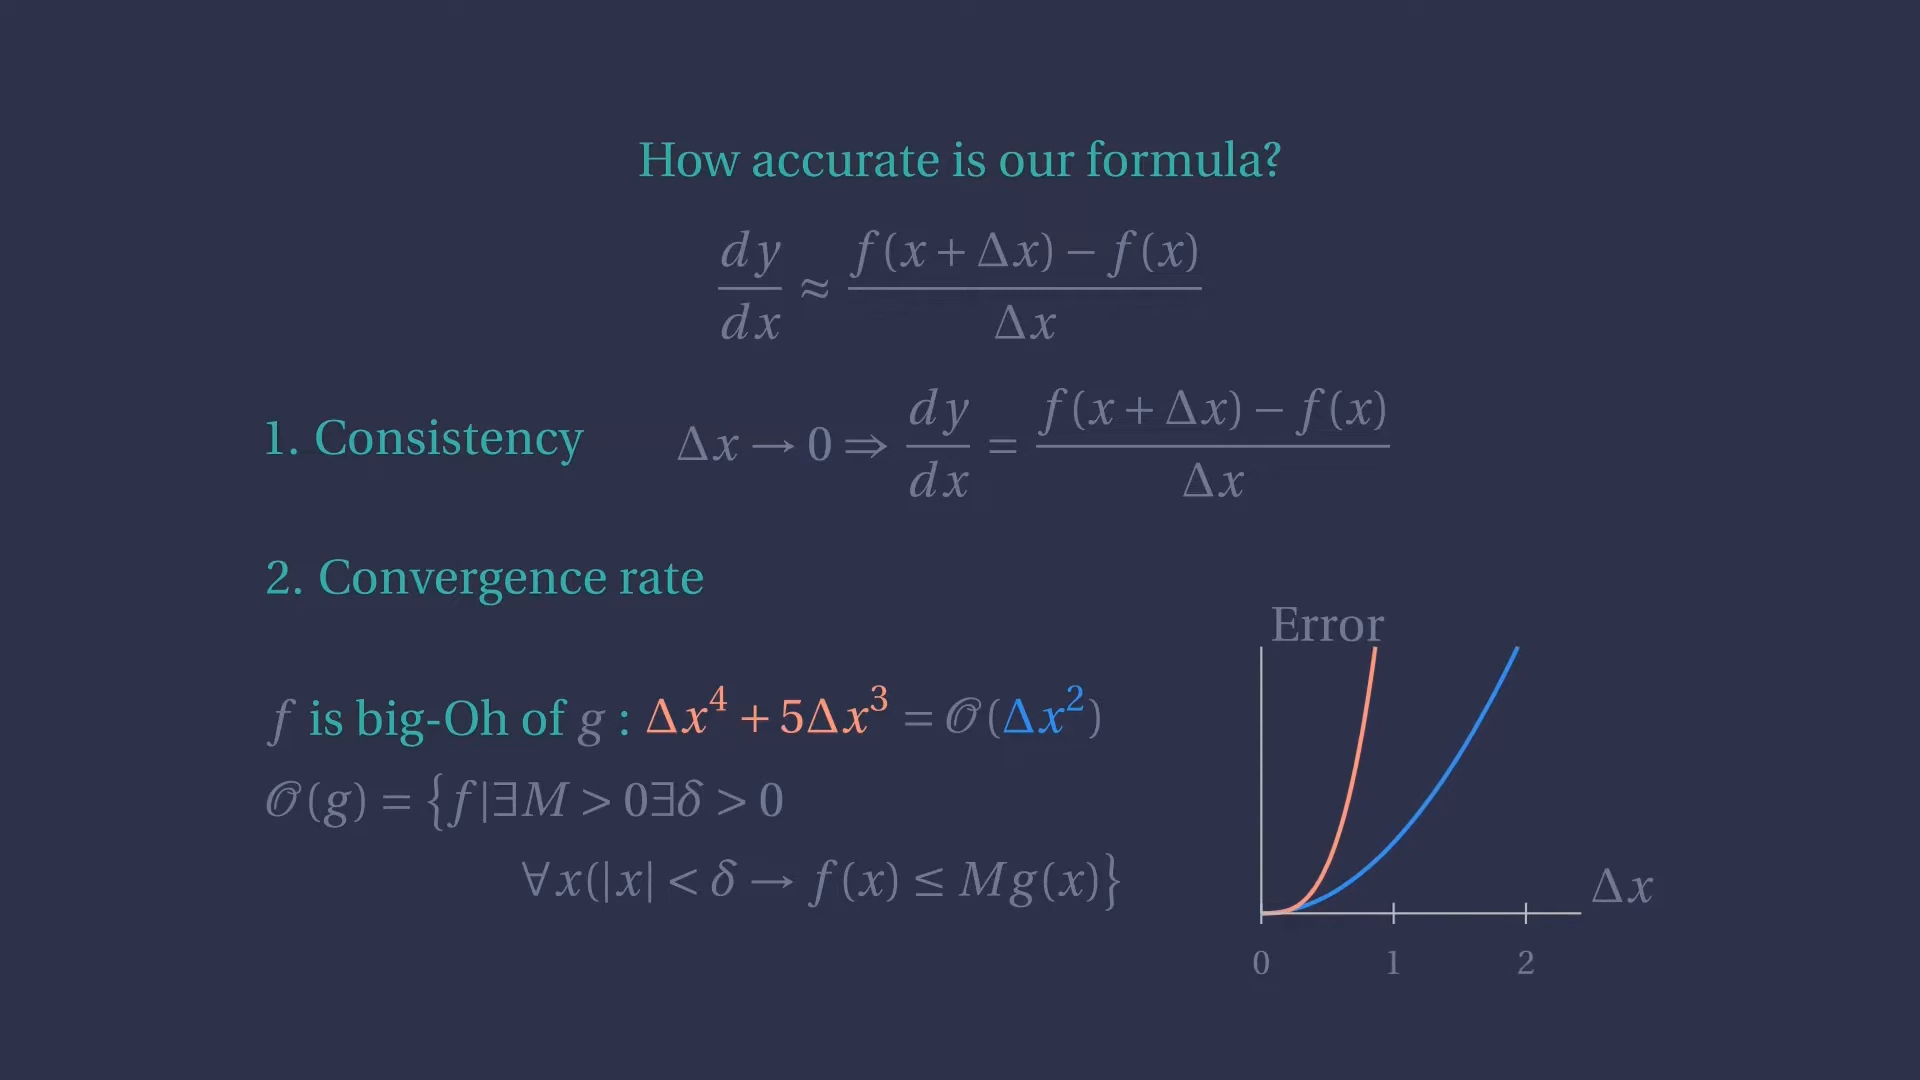 How accurate is our formula?
dy/dx ≈ f(x + Δx) − f(x)/Δx
1. Consistency Δx → 0 ⇒ dy/dx = f(x + Δx) − f(x)/Δx
2. Convergence rate
f is big-Oh of g : Δx⁴ + 5Δx³ = 𝒪(Δx²)
𝒪(g) = {f|∃M > 0∃δ > 0
∀x(|x| < δ → f(x) ≤ Mg(x)}
Error
Δx
0 1 2